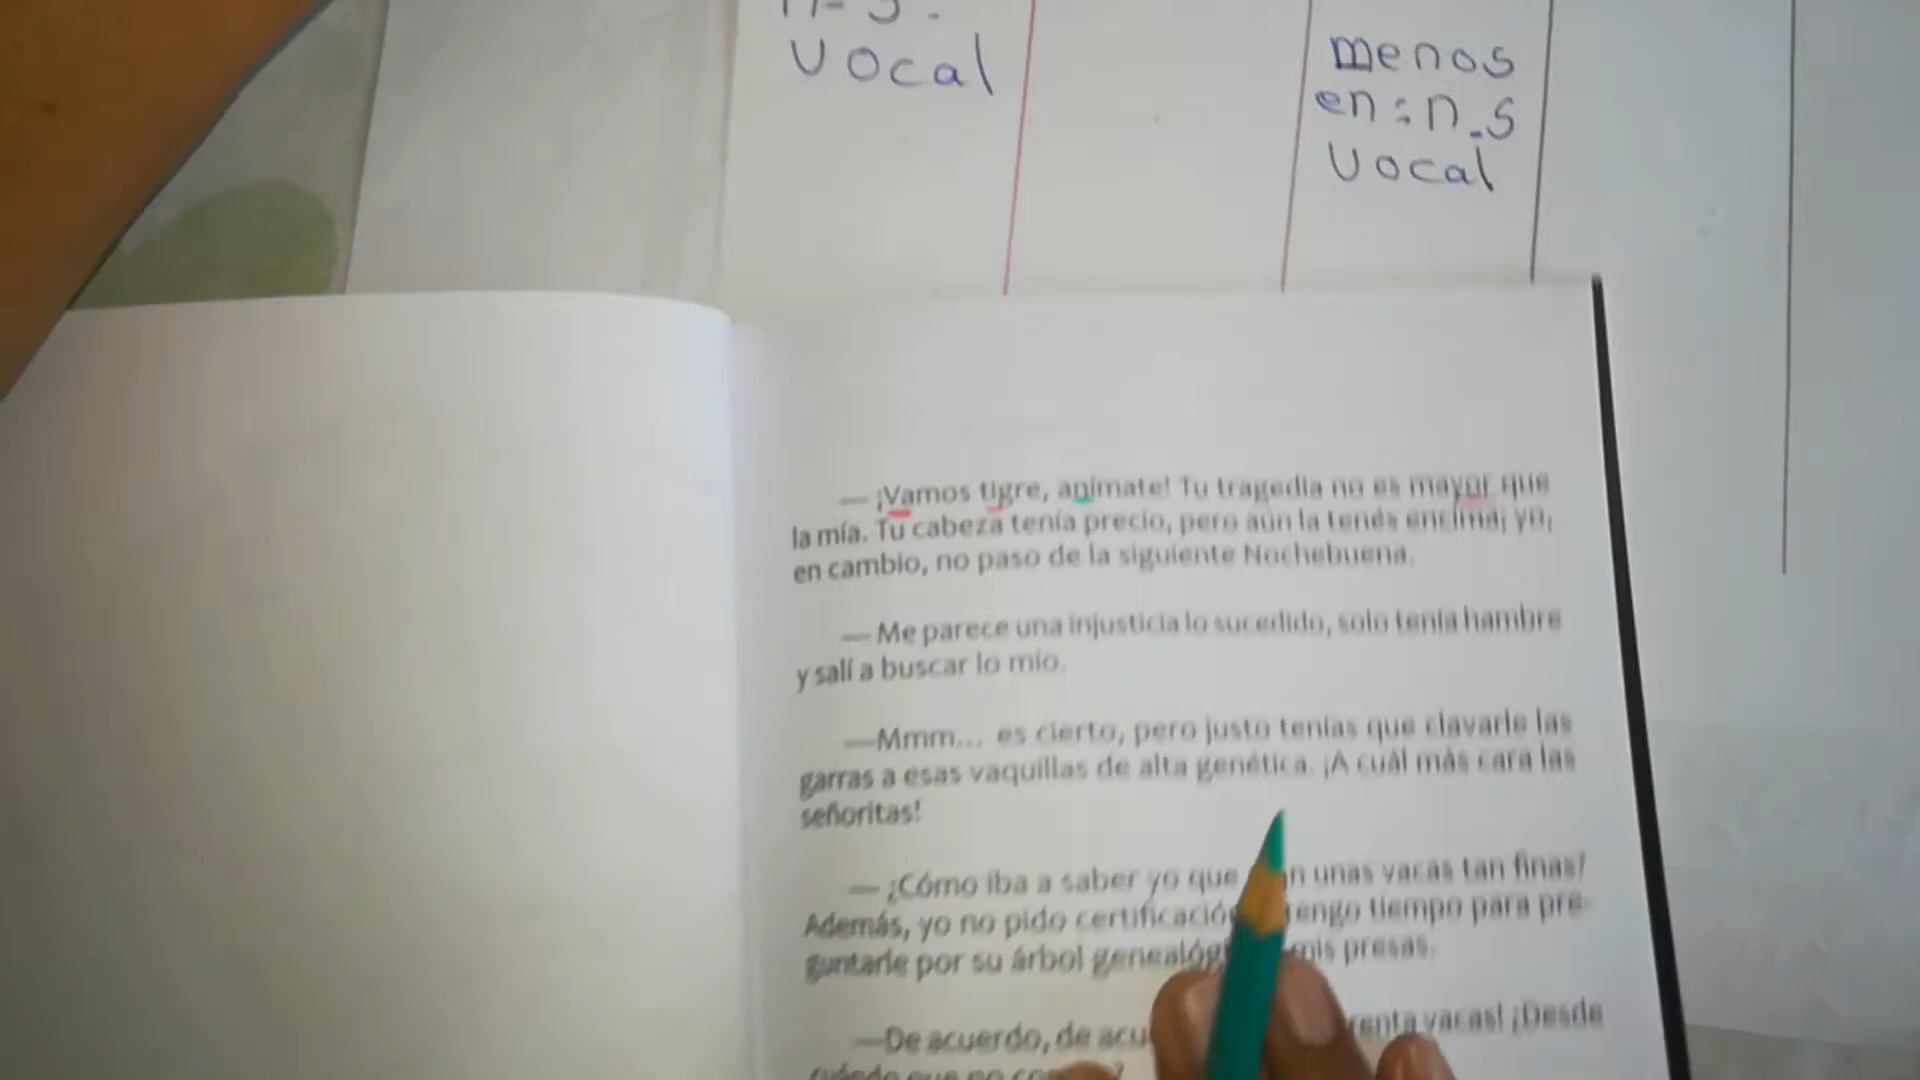 vocal
menos
en: n.s
vocal
— ¡Vamos tigre, anímate! Tu tragedia no es mayor que
la mía. Tu cabeza tenía precio, pero aún la tenés encima; yo,
en cambio, no paso de la siguiente Nochebuena.
— Me parece una injusticia lo sucedido, solo tenía hambre
y salí a buscar lo mío.
—Mmm... es cierto, pero justo tenías que clavarle las
garras a esas vaquillas de alta genética. ¡A cuál más cara las
señoritas!
— ¿Cómo iba a saber yo que unas vacas tan finas?
Además, yo no pido certificación tengo tiempo para pre-
guntarle por su árbol mis presas.
—De acuerdo, de vacas! ¡Desde
que no